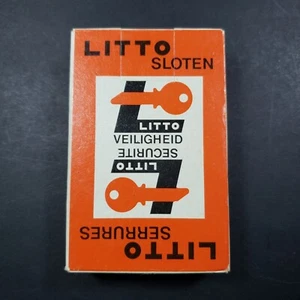 LITTO
SLOTEN
LITTO
VEILIGHEID
SECURITE
LITTO
SERRURES
LITTO